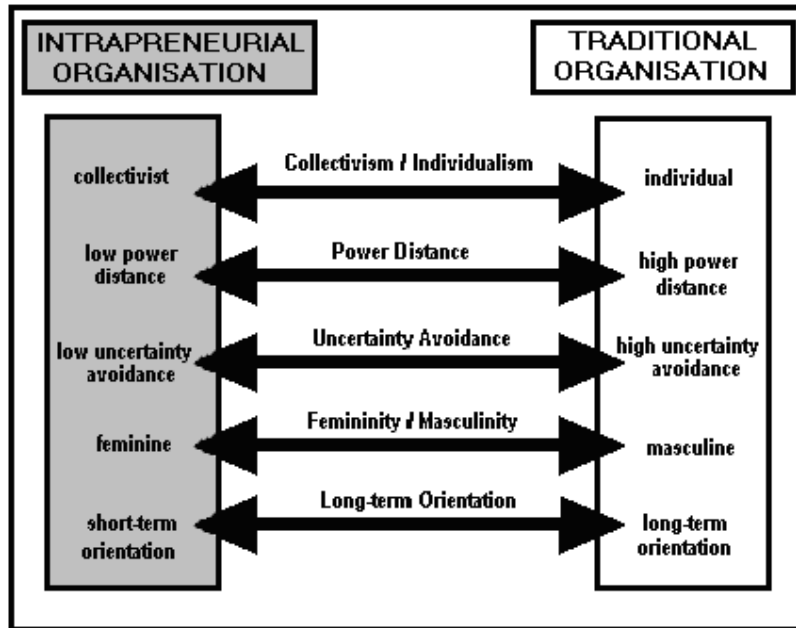 INTRAPRENEURIAL
ORGANISATION
TRADITIONAL
ORGANISATION
collectivist
Collectivism / Individualism
individual
low power
distance
Power Distance
high power
distance
low uncertainty
avoidance
Uncertainty Avoidance
high uncertainty
avoidance
feminine
Femininity / Masculinity
masculine
short-term
orientation
Long-term Orientation
long-term
orientation